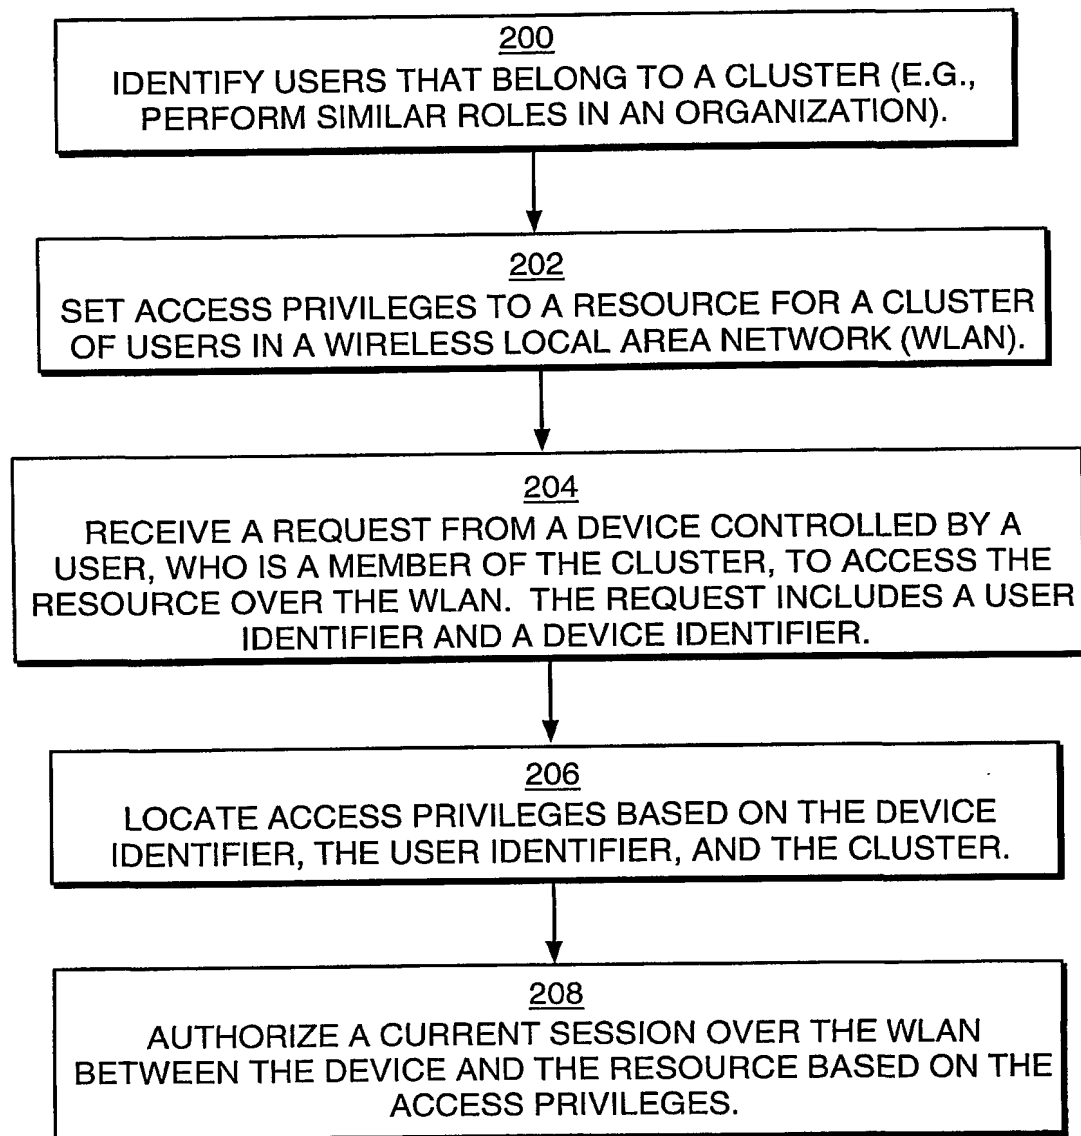 200
IDENTIFY USERS THAT BELONG TO A CLUSTER (E.G.,
PERFORM SIMILAR ROLES IN AN ORGANIZATION).
202
SET ACCESS PRIVILEGES TO A RESOURCE FOR A CLUSTER
OF USERS IN A WIRELESS LOCAL AREA NETWORK (WLAN).
204
RECEIVE A REQUEST FROM A DEVICE CONTROLLED BY A
USER, WHO IS A MEMBER OF THE CLUSTER, TO ACCESS THE
RESOURCE OVER THE WLAN. THE REQUEST INCLUDES A USER
IDENTIFIER AND A DEVICE IDENTIFIER.
206
LOCATE ACCESS PRIVILEGES BASED ON THE DEVICE
IDENTIFIER, THE USER IDENTIFIER, AND THE CLUSTER.
208
AUTHORIZE A CURRENT SESSION OVER THE WLAN
BETWEEN THE DEVICE AND THE RESOURCE BASED ON THE
ACCESS PRIVILEGES.